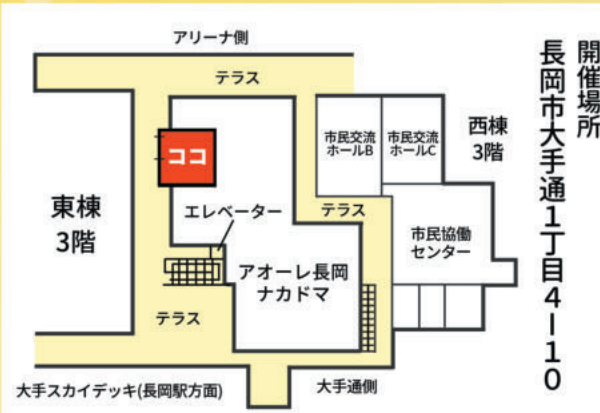 開催場所
長岡市大手通1丁目4ー10
アリーナ側
テラス
ココ
市民交流
ホールB
市民交流
ホールC
西棟
3階
東棟
3階
エレベーター
テラス
市民協働
センター
アオーレ長岡
ナカドマ
テラス
大手スカイデッキ(長岡駅方面)
大手通側